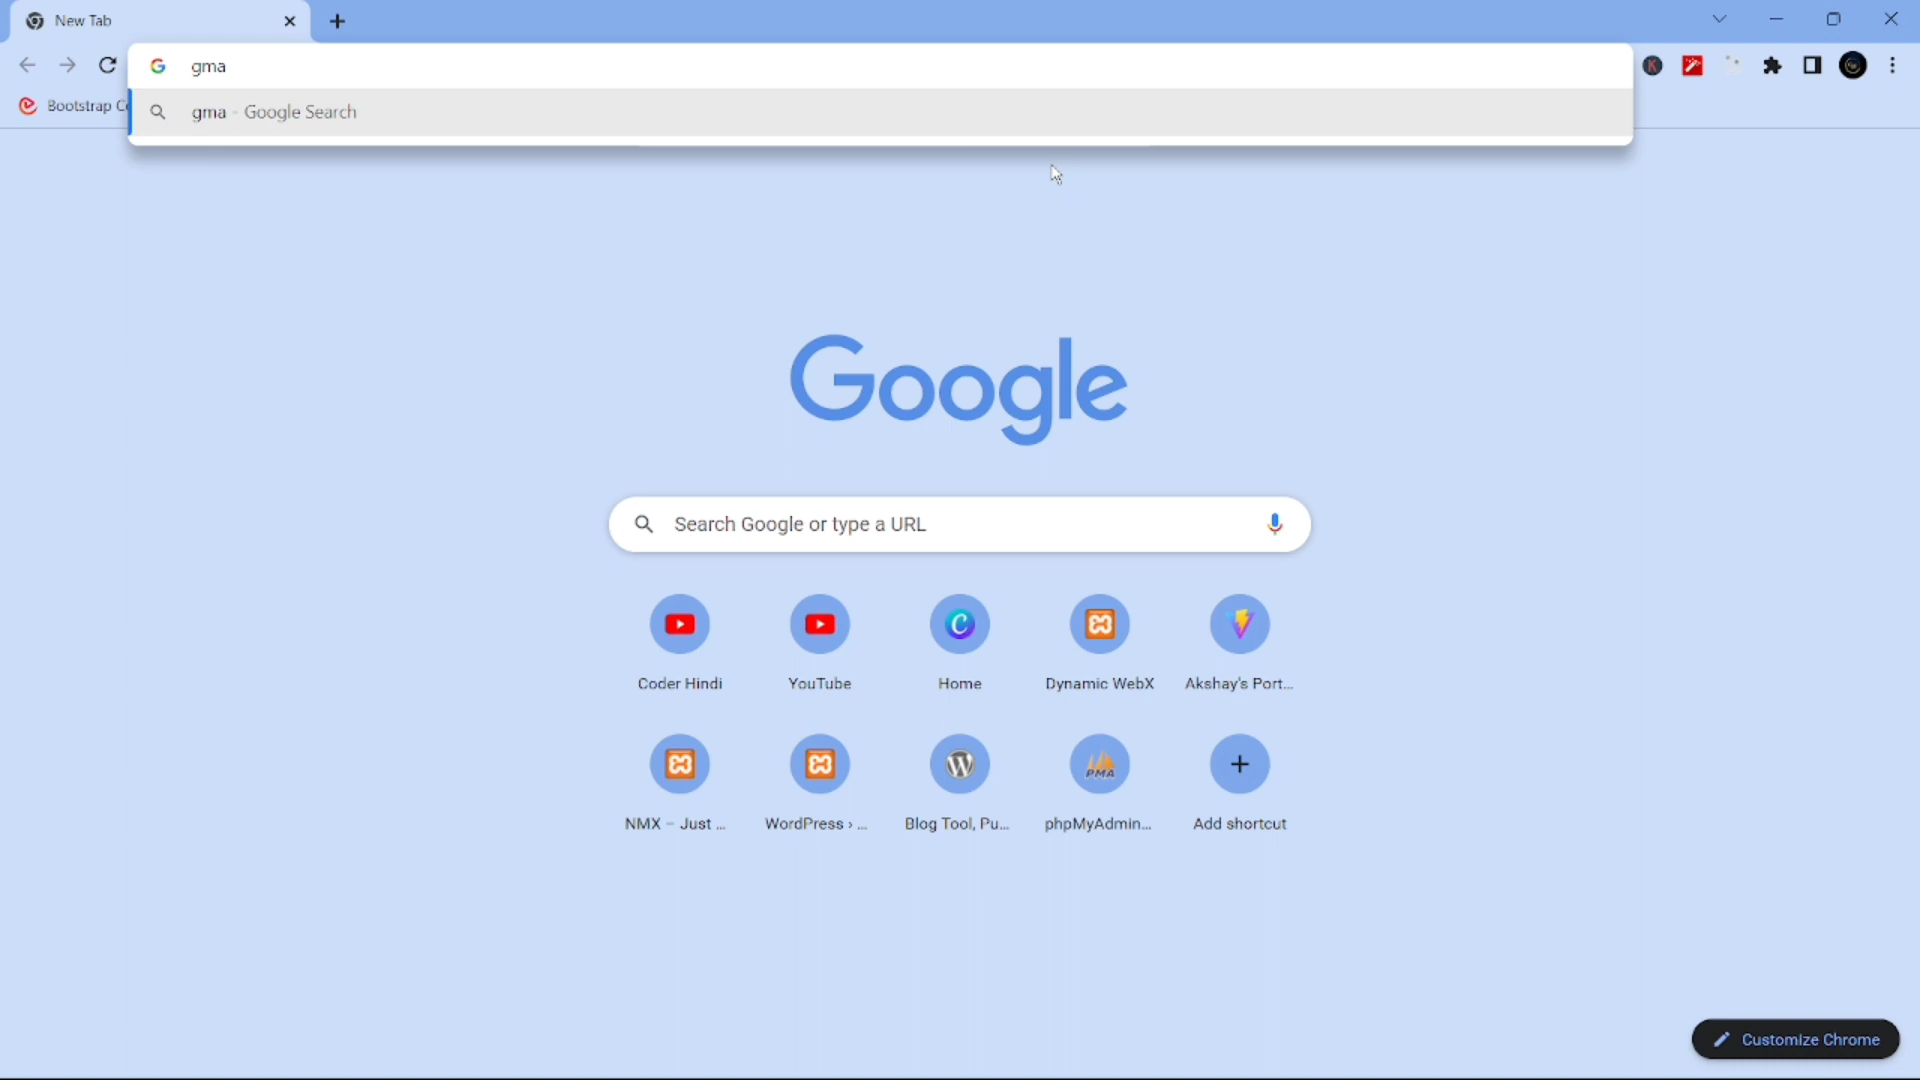 New Tab
gma
Bootstrap C
gma - Google Search
Google
Search Google or type a URL
Coder Hindi
YouTube
Home
Dynamic WebX
Akshay's Port...
NMX – Just ...
WordPress › ...
Blog Tool, Pu...
PMA
phpMyAdmin...
Add shortcut
Customize Chrome